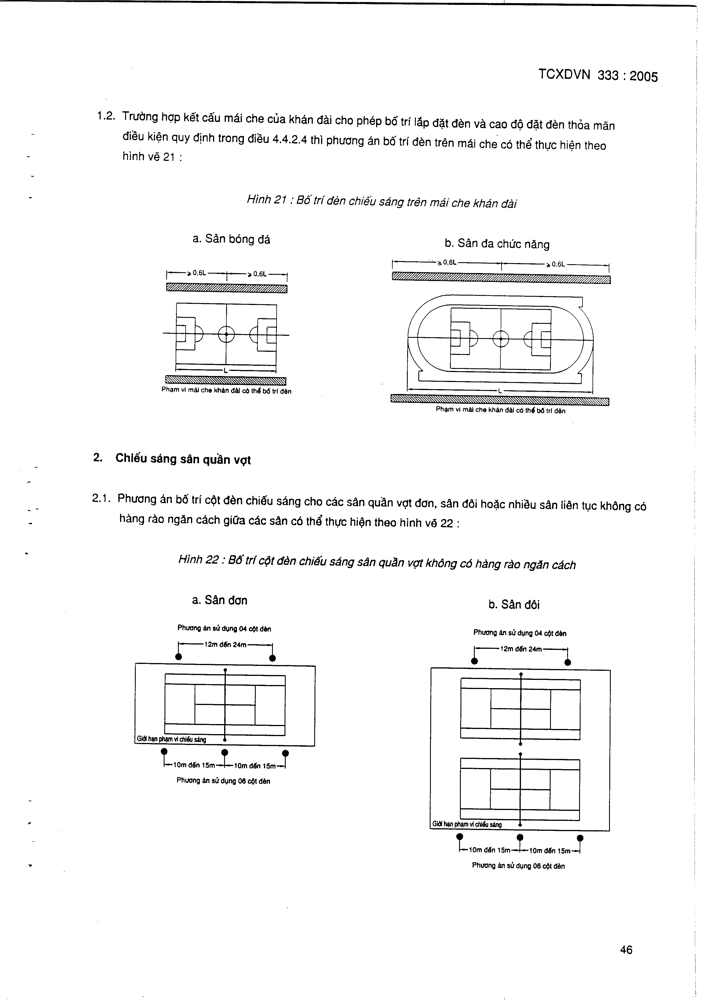 TCXDVN 333 : 2005
1.2. Trường hợp kết cấu mái che của khán đài cho phép bố trí lắp đặt đèn và cao độ đặt đèn thỏa mãn
điều kiện quy định trong điều 4.4.2.4 thì phương án bố trí đèn trên mái che có thể thực hiện theo
hình vẽ 21 :
Hình 21 : Bố trí đèn chiếu sáng trên mái che khán đài
a. Sân bóng đá
b. Sân đa chức năng
⩾ 0,6L
⩾ 0,6L
⩾ 0,6L
⩾ 0,6L
L
Phạm vi mái che khán đài có thể bố trí đèn
L
Phạm vi mái che khán đài có thể bố trí đèn
2. Chiếu sáng sân quần vợt
2.1. Phương án bố trí cột đèn chiếu sáng cho các sân quần vợt đơn, sân đôi hoặc nhiều sân liên tục không có
hàng rào ngăn cách giữa các sân có thể thực hiện theo hình vẽ 22 :
Hình 22 : Bố trí cột đèn chiếu sáng sân quần vợt không có hàng rào ngăn cách
a. Sân đơn
b. Sân đôi
Phương án sử dụng 04 cột đèn
12m đến 24m
Giới hạn phạm vi chiếu sáng
10m đến 15m
10m đến 15m
Phương án sử dụng 06 cột đèn
Phương án sử dụng 04 cột đèn
12m đến 24m
Giới hạn phạm vi chiếu sáng
10m đến 15m
10m đến 15m
Phương án sử dụng 06 cột đèn
46